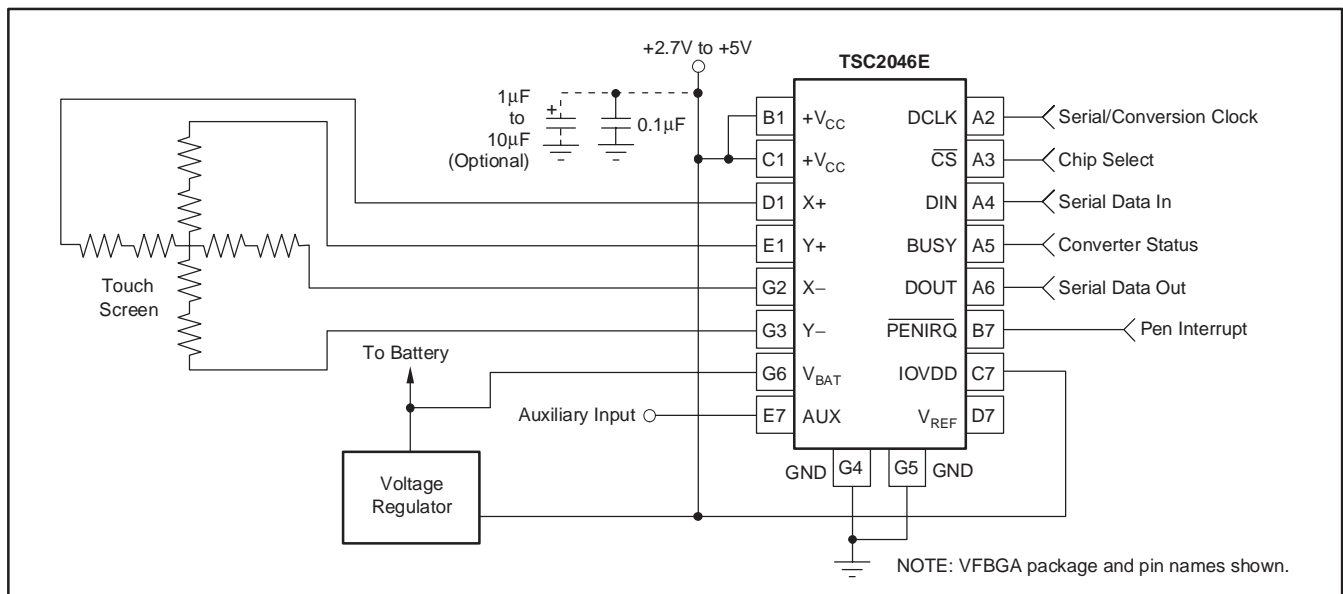 +2.7V to +5V
TSC2046E
1µF
to
10µF
(Optional)
+
0.1µF
B1 +VCC DCLK A2 Serial/Conversion Clock
C1 +VCC CS A3 Chip Select
D1 X+ DIN A4 Serial Data In
E1 Y+ BUSY A5 Converter Status
G2 X− DOUT A6 Serial Data Out
G3 Y− PENIRQ B7 Pen Interrupt
G6 VBAT IOVDD C7
E7 AUX VREF D7
Touch
Screen
To Battery
Auxiliary Input
Voltage
Regulator
GND G4 G5 GND
NOTE: VFBGA package and pin names shown.